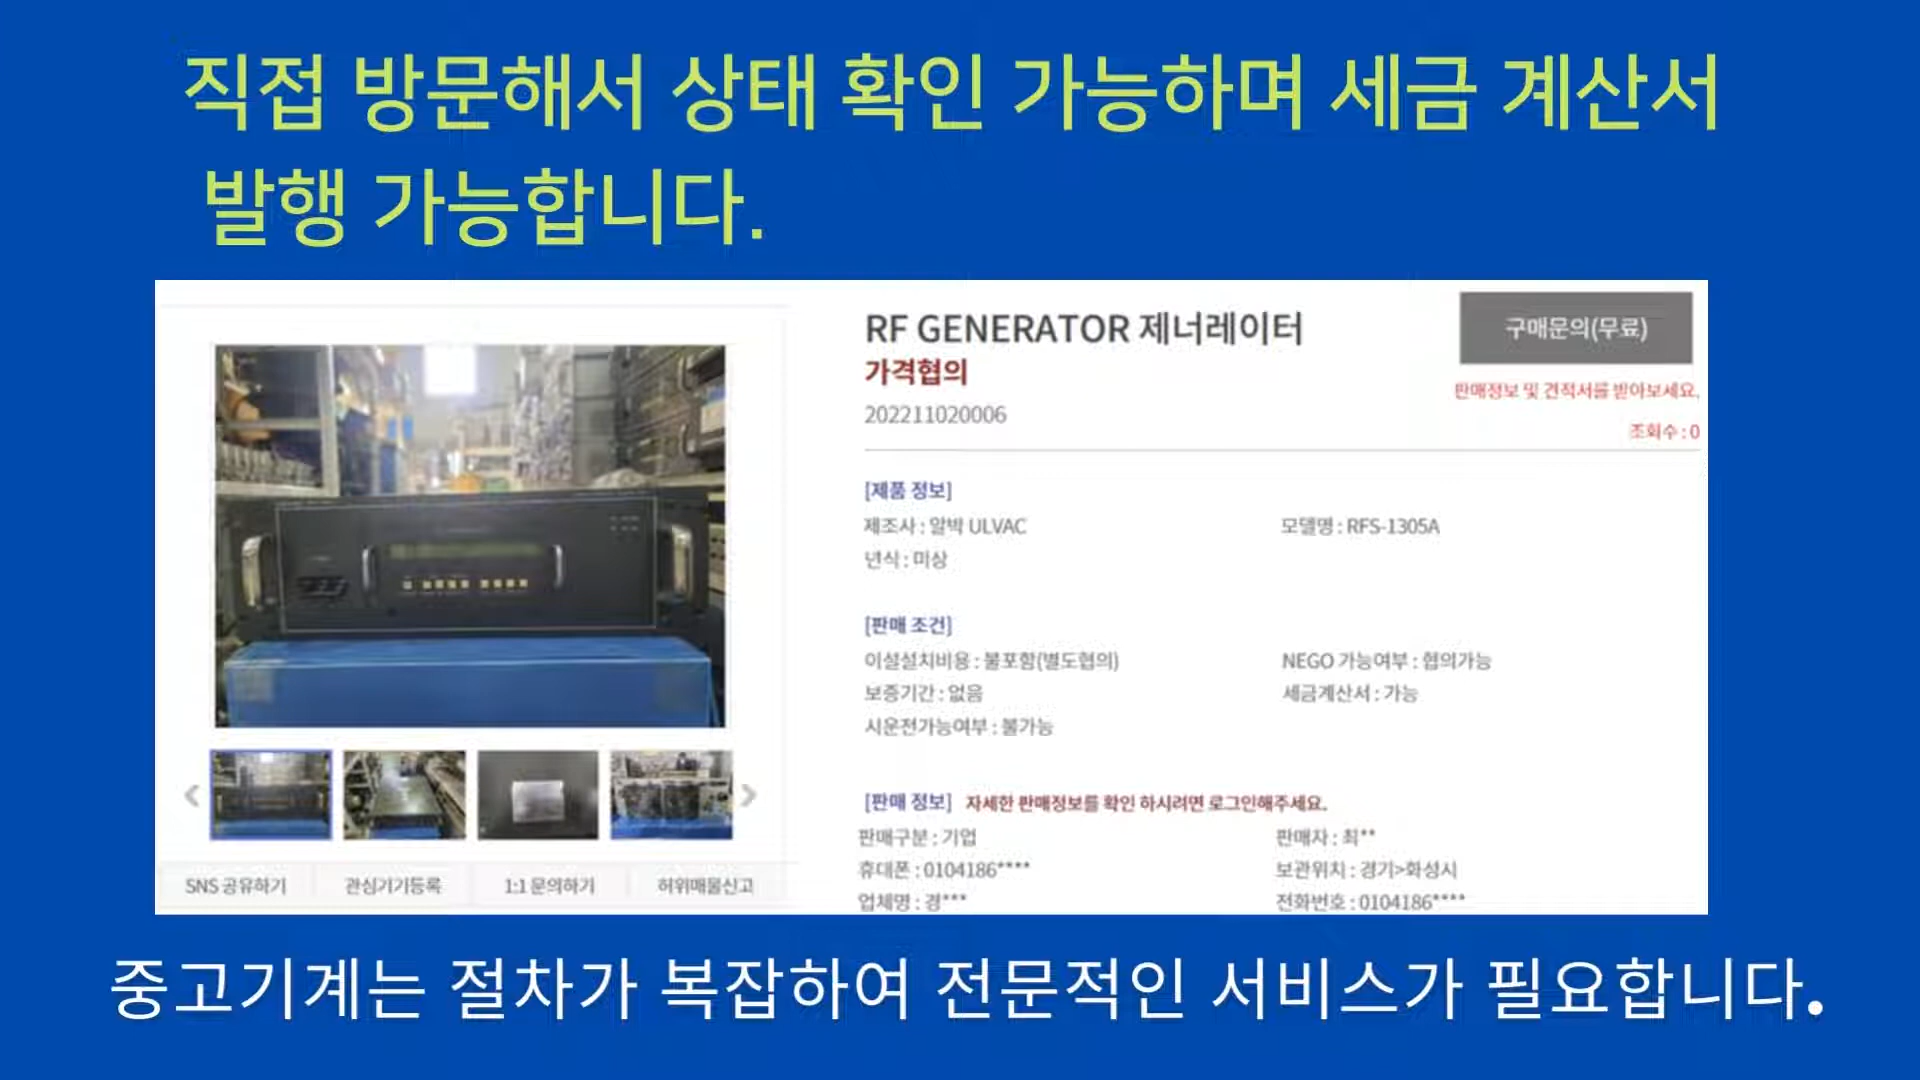 직접 방문해서 상태 확인 가능하며 세금 계산서
발행 가능합니다.
RF GENERATOR 제너레이터
가격협의
202211020006
구매문의(무료)
판매정보 및 견적서를 받아보세요.
조회수 : 0
[제품 정보]
제조사 : 알박 ULVAC
모델명 : RFS-1305A
년식 : 미상
[판매 조건]
이설설치비용 : 불포함(별도협의)
NEGO 가능여부 : 협의가능
보증기간 : 없음
세금계산서 : 가능
시운전가능여부 : 불가능
[판매 정보] 자세한 판매정보를 확인 하시려면 로그인해주세요.
판매구분 : 기업
판매자 : 최**
휴대폰 : 0104186****
보관위치 : 경기>화성시
업체명 : 경***
전화번호 : 0104186****
SNS 공유하기
관심기기등록
1:1 문의하기
허위매물신고
중고기계는 절차가 복잡하여 전문적인 서비스가 필요합니다.